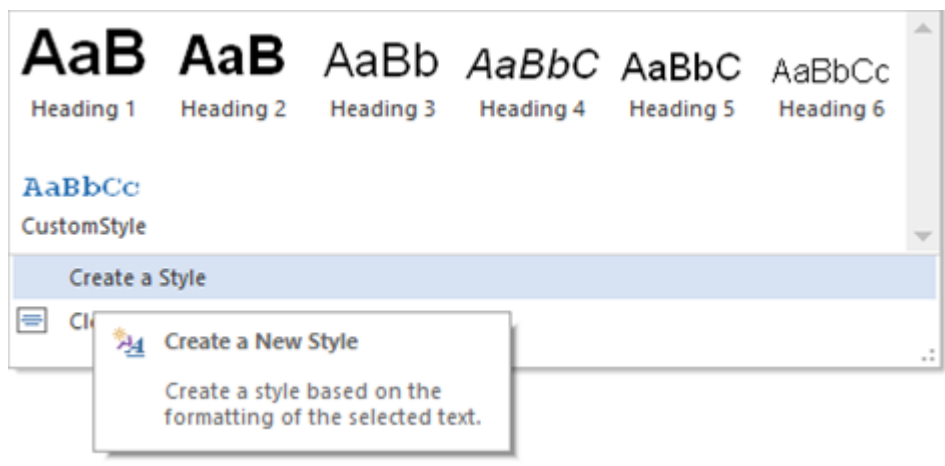 AaB AaB AaBb AaBbC AaBbC AaBbCc
Heading 1 Heading 2 Heading 3 Heading 4 Heading 5 Heading 6
AaBbCc
CustomStyle
Create a Style
Cl
Create a New Style
Create a style based on the
formatting of the selected text.